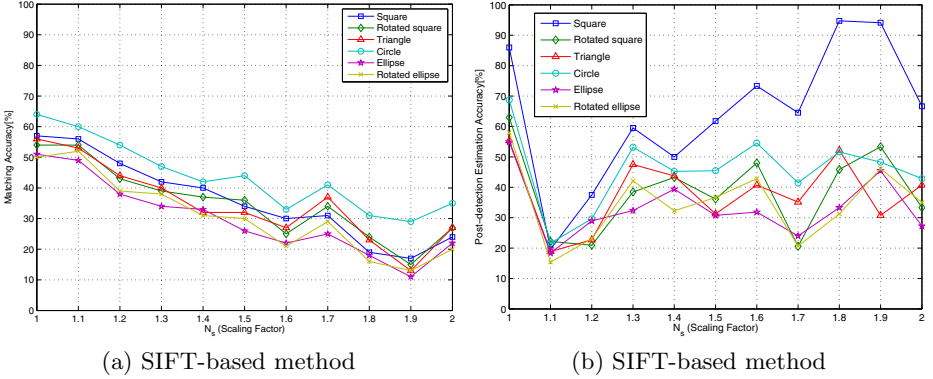 Matching Accuracy[%]
100
90
80
70
60
50
40
30
20
10
0
1 1.1 1.2 1.3 1.4 1.5 1.6 1.7 1.8 1.9 2
N_s (Scaling Factor)
Square
Rotated square
Triangle
Circle
Ellipse
Rotated ellipse
(a) SIFT-based method
Post-detection Estimation Accuracy [%]
100
90
80
70
60
50
40
30
20
10
0
1 1.1 1.2 1.3 1.4 1.5 1.6 1.7 1.8 1.9 2
N_s (Scaling Factor)
Square
Rotated square
Triangle
Circle
Ellipse
Rotated ellipse
(b) SIFT-based method